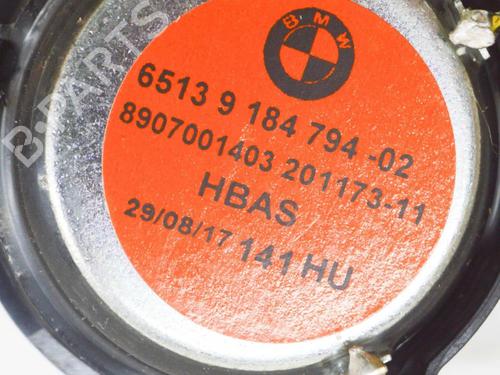 BMW
6513 9 184 794 -02
8907001403 201173-11
HBAS
29/08/17 141 HU
B-PARTS